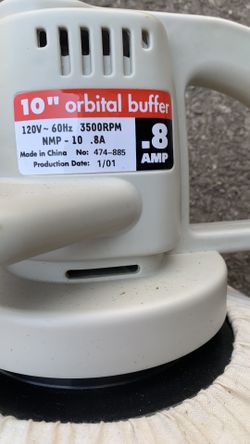 10" orbital buffer
120V~ 60Hz 3500RPM
NMP-10 .8A
Made in China No: 474-885
Production Date: 1/01
.8
AMP